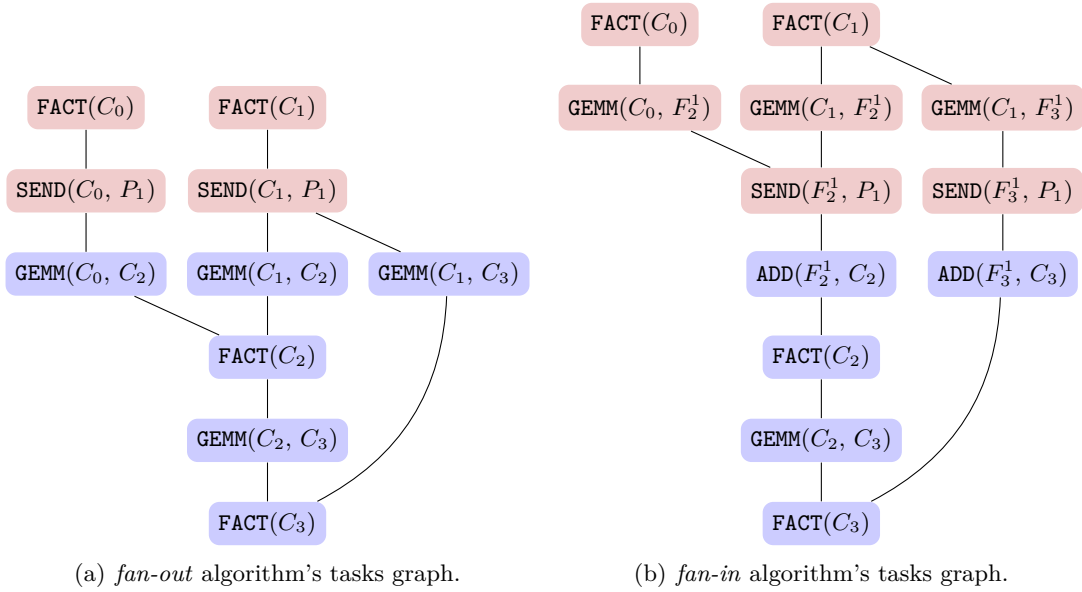 FACT(C₀)
FACT(C₁)
SEND(C₀, P₁)
SEND(C₁, P₁)
GEMM(C₀, C₂)
GEMM(C₁, C₂)
GEMM(C₁, C₃)
FACT(C₂)
GEMM(C₂, C₃)
FACT(C₃)
(a) fan-out algorithm's tasks graph.
FACT(C₀)
FACT(C₁)
GEMM(C₀, F₂¹)
GEMM(C₁, F₂¹)
GEMM(C₁, F₃¹)
SEND(F₂¹, P₁)
SEND(F₃¹, P₁)
ADD(F₂¹, C₂)
ADD(F₃¹, C₃)
FACT(C₂)
GEMM(C₂, C₃)
FACT(C₃)
(b) fan-in algorithm's tasks graph.